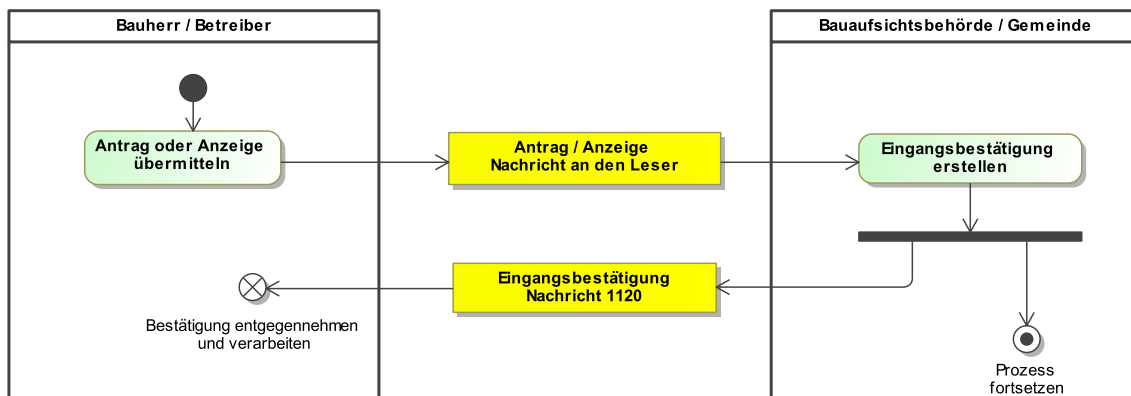 Bauherr / Betreiber
Bauaufsichtsbehörde / Gemeinde
Antrag oder Anzeige
übermitteln
Antrag / Anzeige
Nachricht an den Leser
Eingangsbestätigung
erstellen
Eingangsbestätigung
Nachricht 1120
Bestätigung entgegennehmen
und verarbeiten
Prozess
fortsetzen